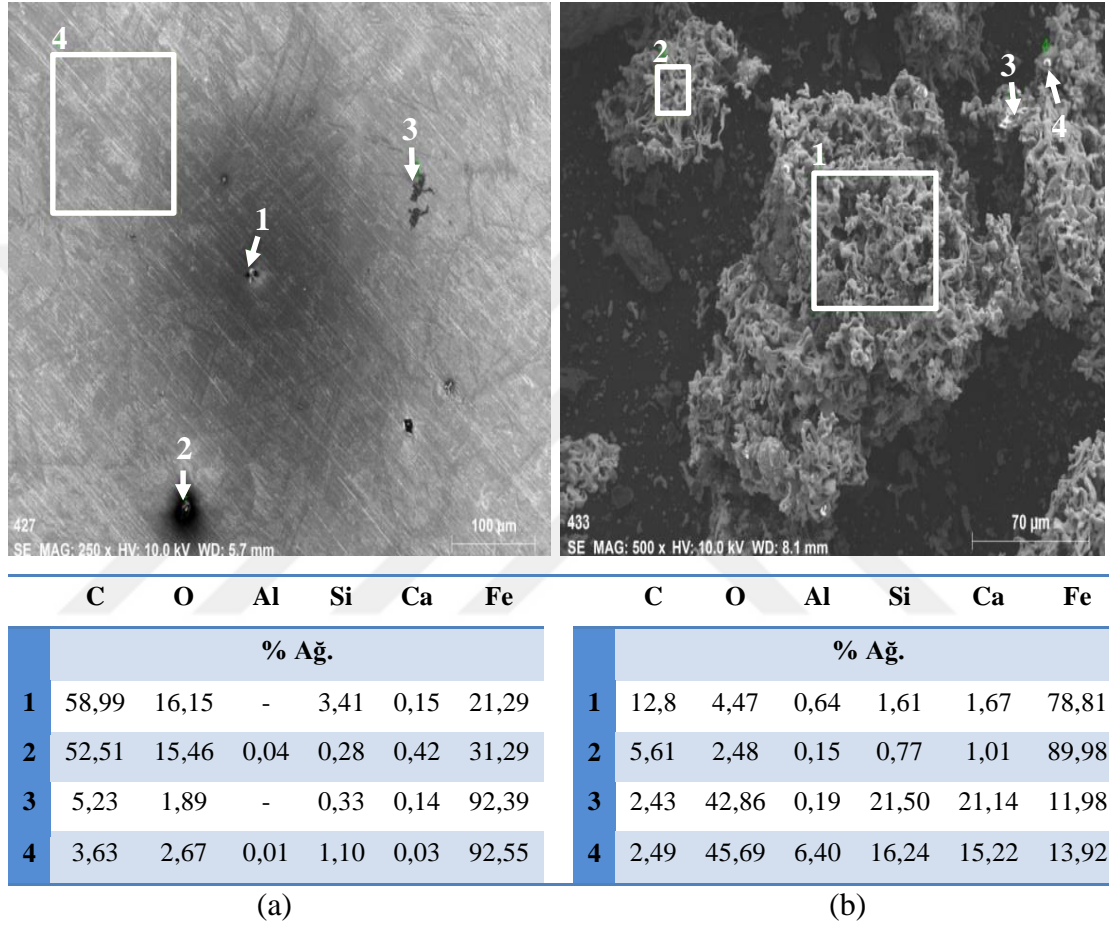 4
3
1
2
427
100 µm
SE MAG: 250 x HV: 10.0 kV WD: 5.7 mm
2
3
4
1
433
70 µm
SE MAG: 500 x HV: 10.0 kV WD: 8.1 mm
C O Al Si Ca Fe
% Ağ.
1 58,99 16,15 - 3,41 0,15 21,29
2 52,51 15,46 0,04 0,28 0,42 31,29
3 5,23 1,89 - 0,33 0,14 92,39
4 3,63 2,67 0,01 1,10 0,03 92,55
(a)
C O Al Si Ca Fe
% Ağ.
1 12,8 4,47 0,64 1,61 1,67 78,81
2 5,61 2,48 0,15 0,77 1,01 89,98
3 2,43 42,86 0,19 21,50 21,14 11,98
4 2,49 45,69 6,40 16,24 15,22 13,92
(b)